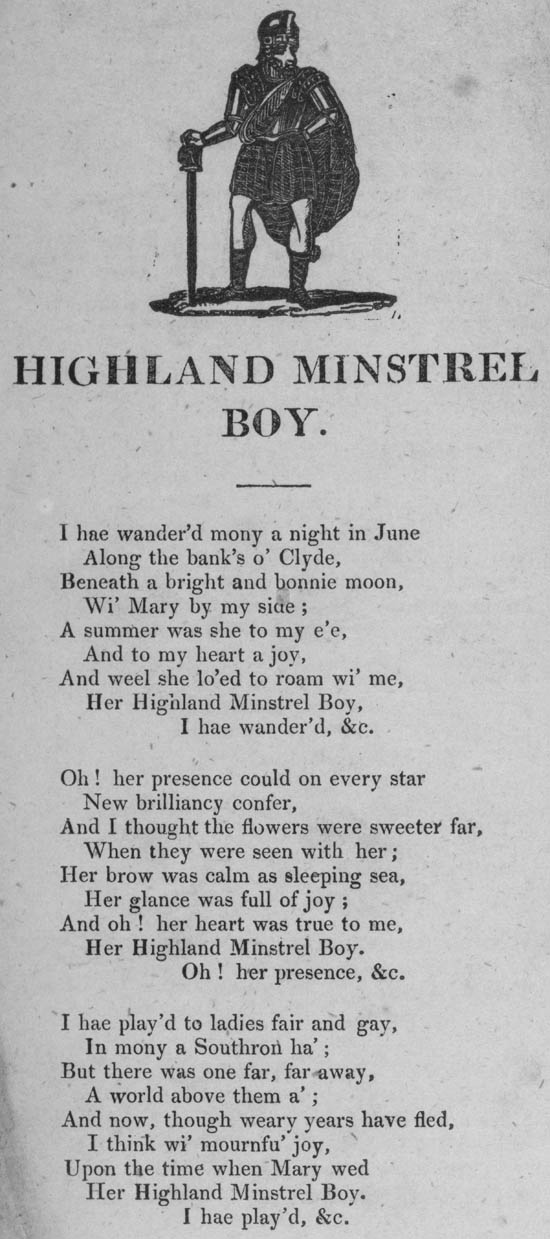 HIGHLAND MINSTREL
BOY.
I hae wander'd mony a night in June
Along the bank's o' Clyde,
Beneath a bright and bonnie moon,
Wi' Mary by my side ;
A summer was she to my e'e,
And to my heart a joy,
And weel she lo'ed to roam wi' me,
Her Highland Minstrel Boy,
I hae wander'd, &c.
Oh ! her presence could on every star
New brilliancy confer,
And I thought the flowers were sweeter far,
When they were seen with her ;
Her brow was calm as sleeping sea,
Her glance was full of joy ;
And oh ! her heart was true to me,
Her Highland Minstrel Boy.
Oh ! her presence, &c.
I hae play'd to ladies fair and gay,
In mony a Southron ha' ;
But there was one far, far away,
A world above them a' ;
And now, though weary years have fled,
I think wi' mournfu' joy,
Upon the time when Mary wed
Her Highland Minstrel Boy.
I hae play'd, &c.